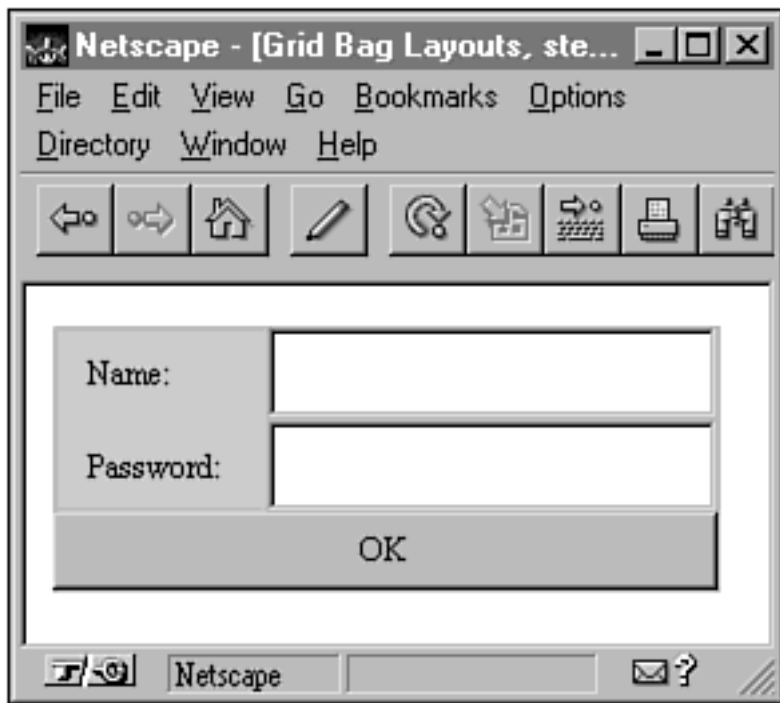 Netscape - [Grid Bag Layouts, ste...
File Edit View Go Bookmarks Options
Directory Window Help
Name:
Password:
OK
Netscape
?